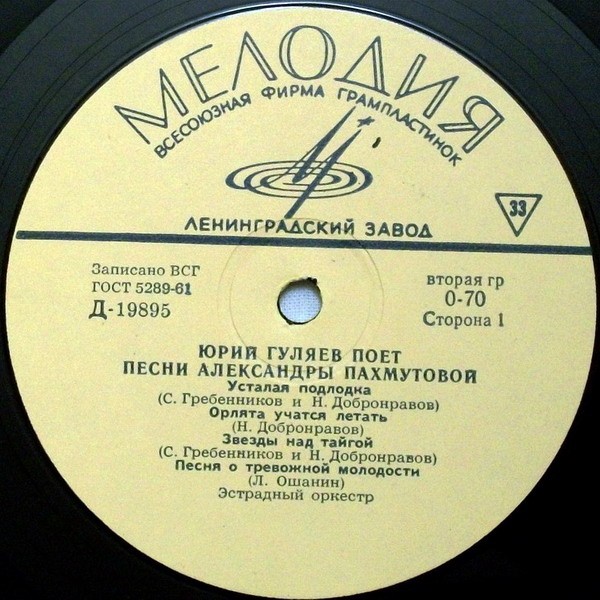 МЕЛОДИЯ
ВСЕСОЮЗНАЯ ФИРМА ГРАМПЛАСТИНОК
ЛЕНИНГРАДСКИЙ ЗАВОД
33
Записано ВСГ
ГОСТ 5289-61
Д-19895
вторая гр
0-70
Сторона 1
ЮРИЙ ГУЛЯЕВ ПОЕТ
ПЕСНИ АЛЕКСАНДРЫ ПАХМУТОВОЙ
Усталая подлодка
(С. Гребенников и Н. Добронравов)
Орлята учатся летать
(Н. Добронравов)
Звезды над тайгой
(С. Гребенников и Н. Добронравов)
Песня о тревожной молодости
(Л. Ошанин)
Эстрадный оркестр